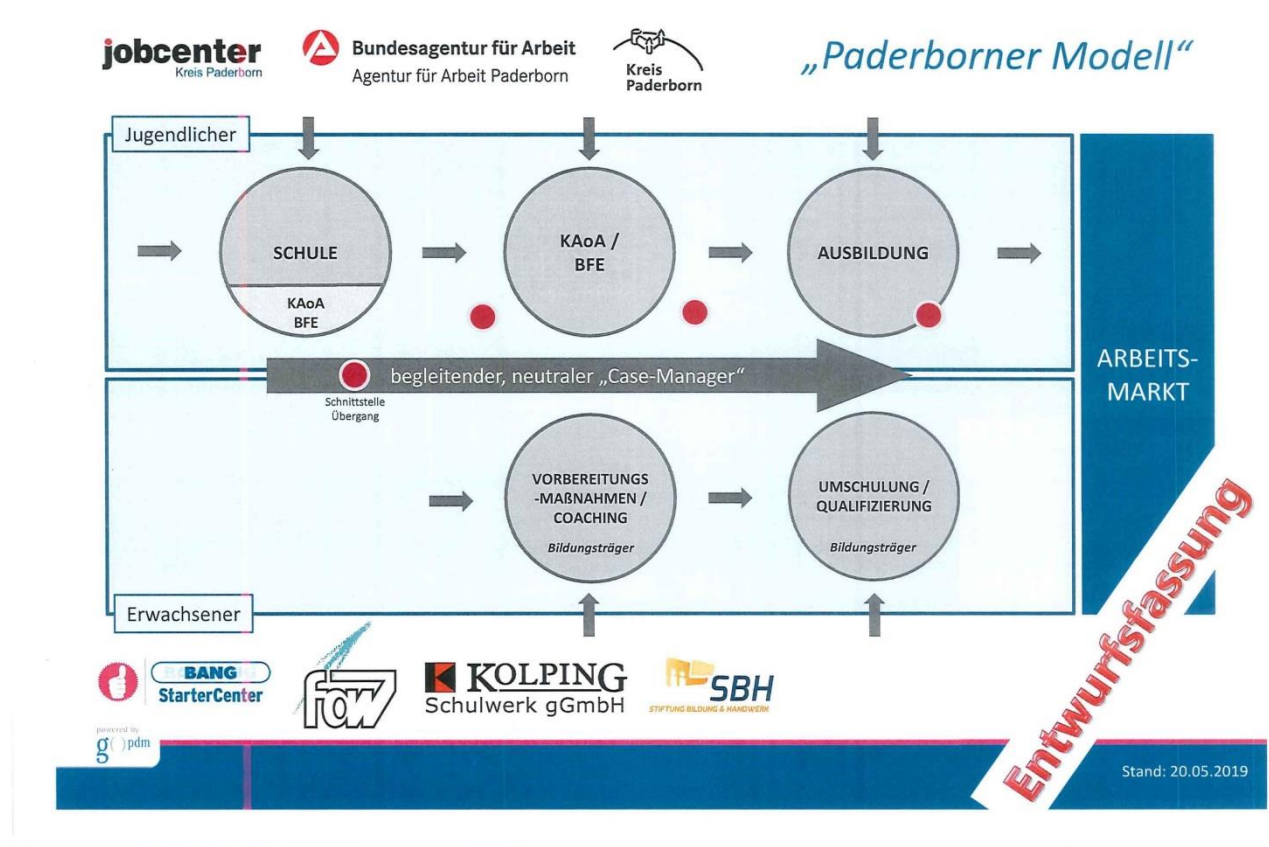 jobcenter
Kreis Paderborn
Bundesagentur für Arbeit
Agentur für Arbeit Paderborn
Kreis
Paderborn
„Paderborner Modell“
Jugendlicher
SCHULE
KAoA
BFE
KAoA /
BFE
AUSBILDUNG
ARBEITS-
MARKT
begleitender, neutraler „Case-Manager“
Schnittstelle
Übergang
VORBEREITUNGS
-MAßNAHMEN /
COACHING
Bildungsträger
UMSCHULUNG /
QUALIFIZIERUNG
Bildungsträger
Erwachsener
Entwurfsfassung
BANG
StarterCenter
fow
KOLPING
Schulwerk gGmbH
SBH
STIFTUNG BILDUNG & HANDWERK
powered by
g( )pdm
Stand: 20.05.2019